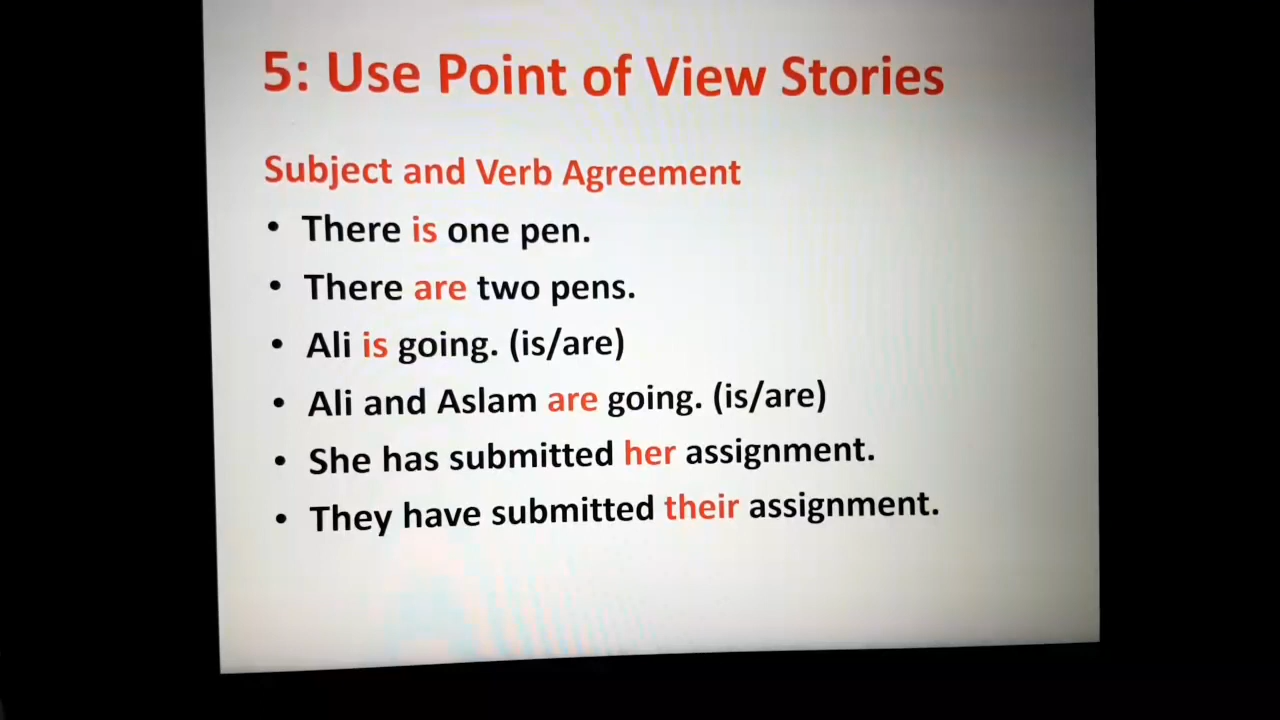 5: Use Point of View Stories
Subject and Verb Agreement
• There is one pen.
• There are two pens.
• Ali is going. (is/are)
• Ali and Aslam are going. (is/are)
• She has submitted her assignment.
• They have submitted their assignment.